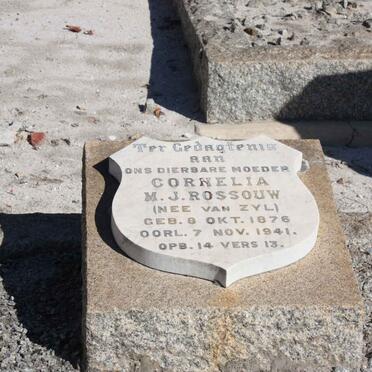 Ter Gedagtenis
aan
ONS DIERBARE MOEDER
CORNELIA
M.J. ROSSOUW
(NEE VAN ZYL)
GEB. 8 OKT. 1876
OORL. 7 NOV. 1941.
OPB. 14 VERS 13.